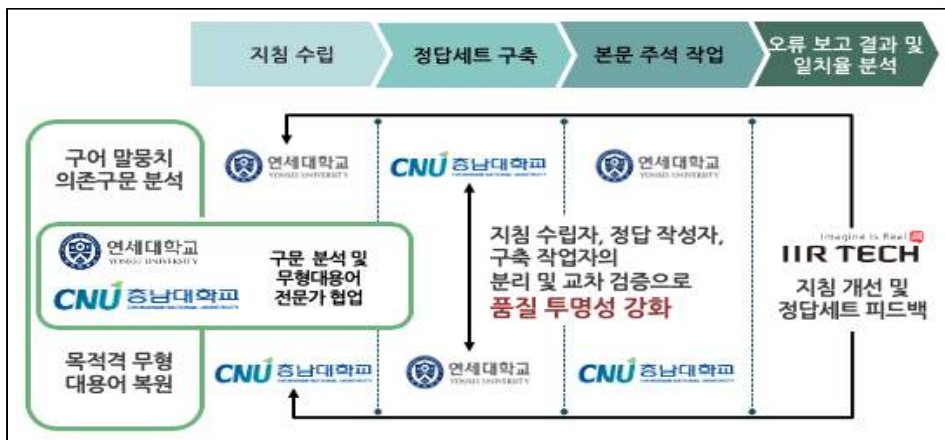 지침 수립
정답세트 구축
본문 주석 작업
오류 보고 결과 및
일치율 분석
구어 말뭉치
의존구문 분석
연세대학교
YONSEI UNIVERSITY
CNU 충남대학교
연세대학교
YONSEI UNIVERSITY
연세대학교
YONSEI UNIVERSITY
CNU 충남대학교
구문 분석 및
무형대용어
전문가 협업
지침 수립자, 정답 작성자,
구축 작업자의
분리 및 교차 검증으로
품질 투명성 강화
Imagine is Real
IIR TECH
지침 개선 및
정답세트 피드백
목적격 무형
대용어 복원
CNU 충남대학교
연세대학교
YONSEI UNIVERSITY
CNU 충남대학교